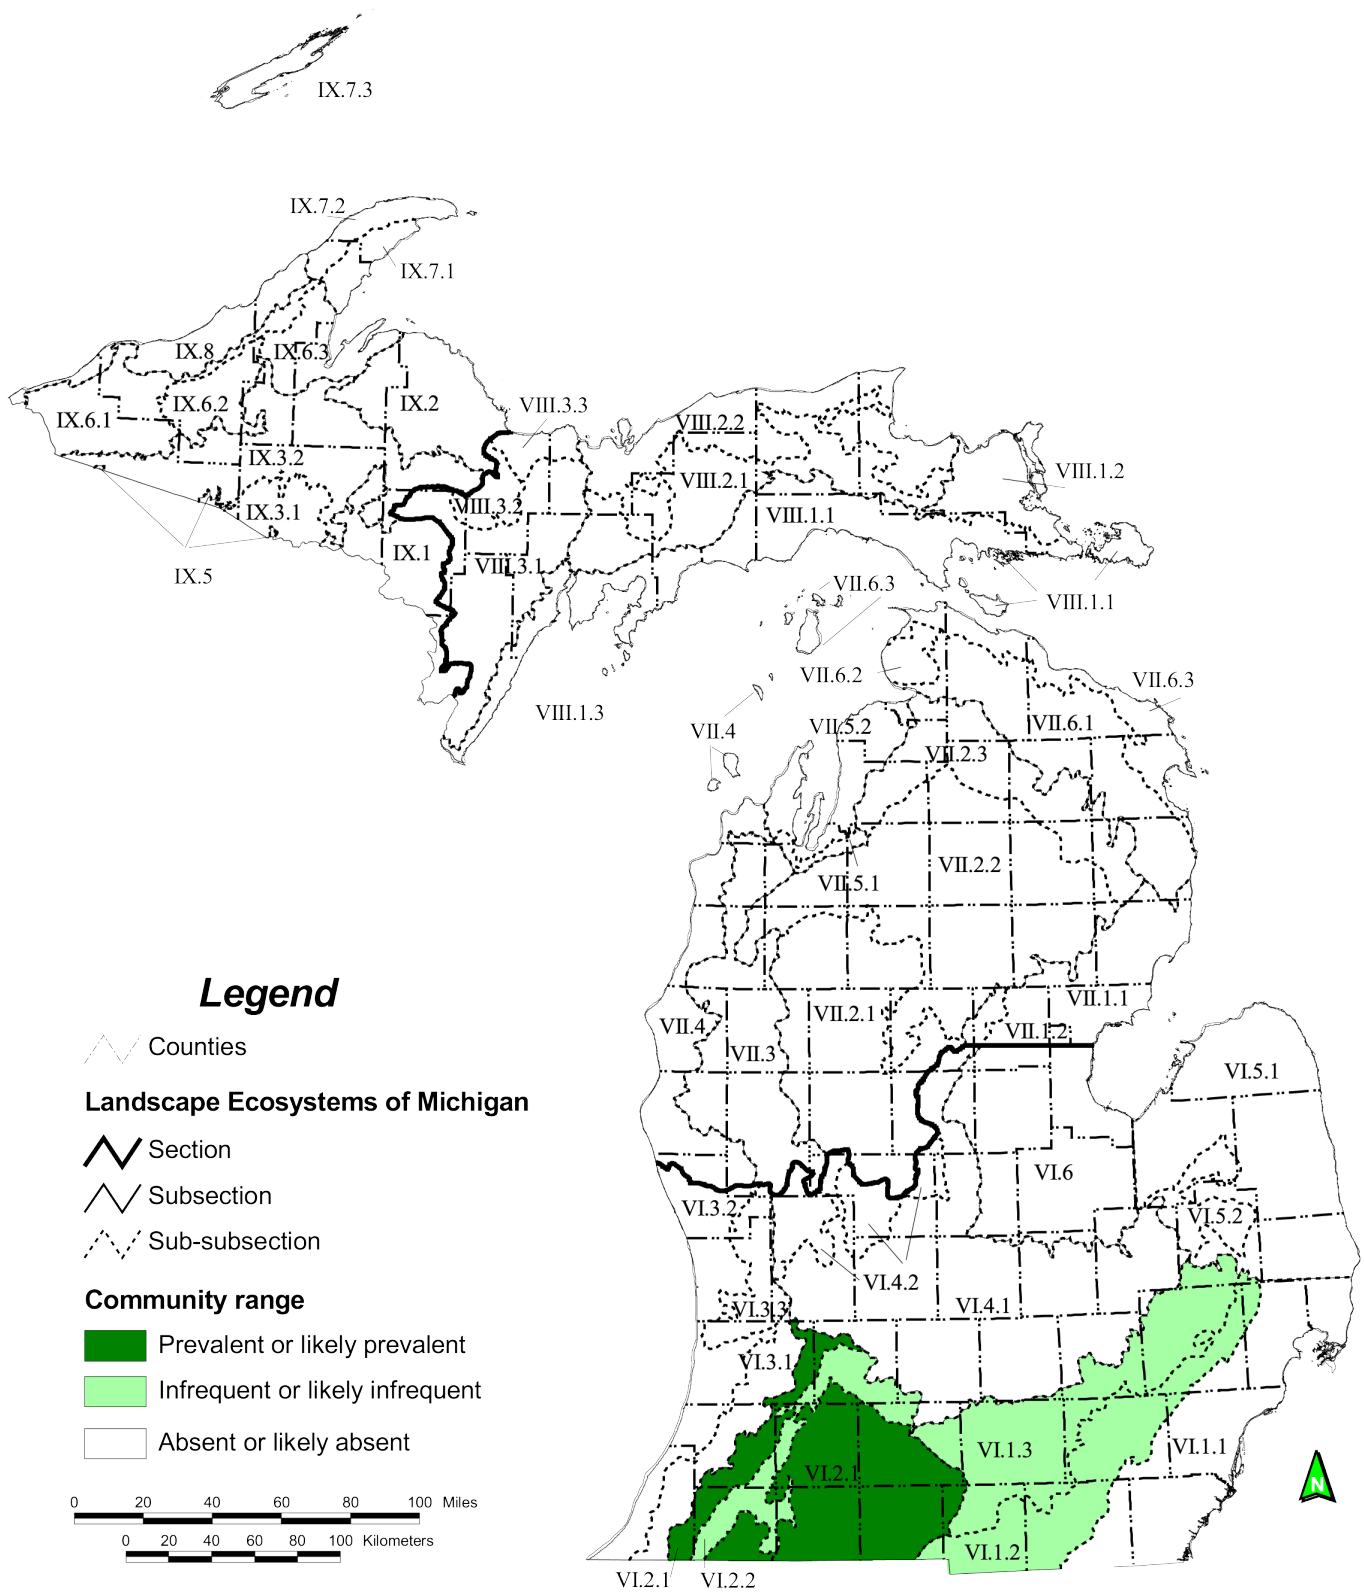 IX.7.3
IX.7.2
IX.7.1
IX.8
IX.6.3
IX.6.1
IX.6.2
IX.2
VIII.3.3
VIII.2.2
IX.3.2
VIII.2.1
VIII.1.2
IX.3.1
VIII.3.2
VIII.1.1
IX.1
VIII.3.1
IX.5
VII.6.3
VIII.1.1
VII.6.2
VII.6.3
VIII.1.3
VII.4
VII.5.2
VII.6.1
VII.2.3
VII.5.1
VII.2.2
VII.1.1
VII.4
VII.2.1
VII.1.2
VII.3
VI.5.1
VI.6
VI.3.2
VI.5.2
VI.4.2
VI.3.3
VI.4.1
VI.3.1
VI.1.3
VI.1.1
VI.2.1
VI.1.2
VI.2.1
VI.2.2
Legend
Counties
Landscape Ecosystems of Michigan
Section
Subsection
Sub-subsection
Community range
Prevalent or likely prevalent
Infrequent or likely infrequent
Absent or likely absent
0 20 40 60 80 100 Miles
0 20 40 60 80 100 Kilometers
N